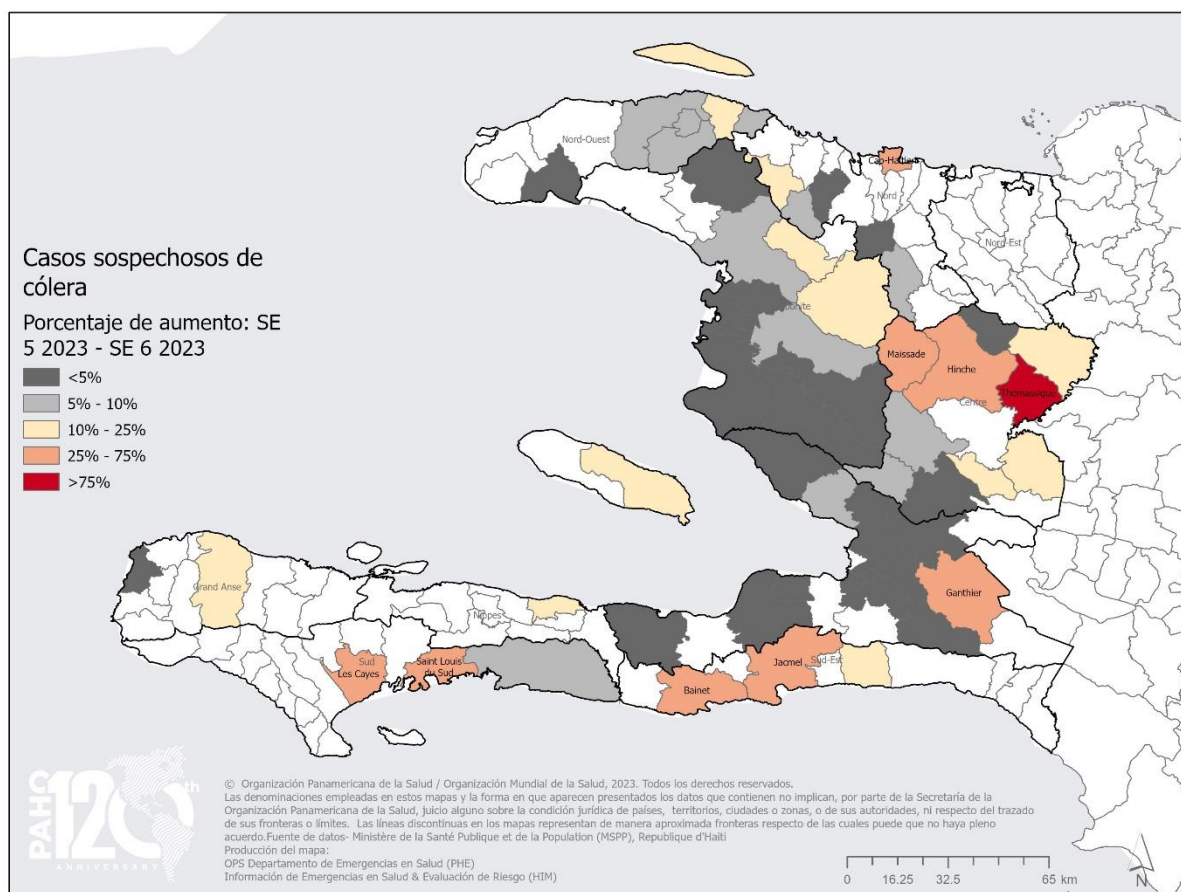 Nord-Ouest
Cap-Haïtien
Nord
Nord-Est
Casos sospechosos de
cólera
Porcentaje de aumento: SE
5 2023 - SE 6 2023
<5%
5% - 10%
10% - 25%
25% - 75%
>75%
Maissade
Hinche
Thomassique
Centre
Grand Anse
Ganthier
Nippes
Sud
Les Cayes
Saint Louis
du Sud
Jacmel
Sud-Est
Bainet
PAHO
120th
ANNIVERSARY
© Organización Panamericana de la Salud / Organización Mundial de la Salud, 2023. Todos los derechos reservados.
Las denominaciones empleadas en estos mapas y la forma en que aparecen presentados los datos que contienen no implican, por parte de la Secretaría de la
Organización Panamericana de la Salud, juicio alguno sobre la condición jurídica de países, territorios, ciudades o zonas, o de sus autoridades, ni respecto del trazado
de sus fronteras o límites. Las líneas discontinuas en los mapas representan de manera aproximada fronteras respecto de las cuales puede que no haya pleno
acuerdo.Fuente de datos- Ministère de la Santé Publique et de la Population (MSPP), Republique d'Haiti
Producción del mapa:
OPS Departamento de Emergencias en Salud (PHE)
Información de Emergencias en Salud & Evaluación de Riesgo (HIM)
0 16.25 32.5 65 km
N